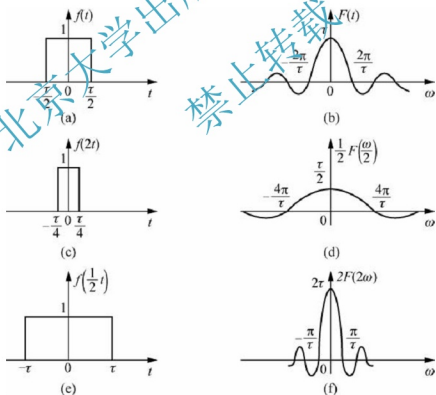 f(t)
1
-τ/2 0 τ/2 t
(a)
F(t)
τ
-2π/τ 2π/τ
0 ω
(b)
f(2t)
1
-τ/4 0 τ/4 t
(c)
1/2 F(ω/2)
τ/2
-4π/τ 4π/τ
0 ω
(d)
f(1/2 t)
1
-τ 0 τ t
(e)
2F(2ω)
2τ
-π/τ π/τ
0 ω
(f)
北京大学出版
禁止转载